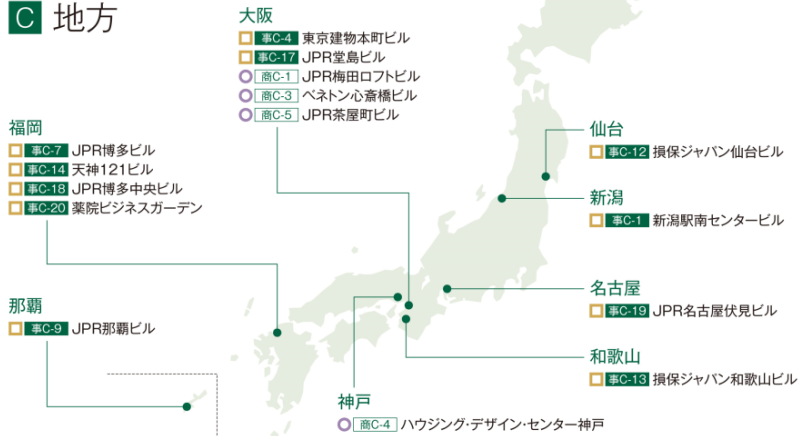 C 地方
大阪
事C-4 東京建物本町ビル
事C-17 JPR堂島ビル
商C-1 JPR梅田ロフトビル
商C-3 ベネトン心斎橋ビル
商C-5 JPR茶屋町ビル
福岡
事C-7 JPR博多ビル
事C-14 天神121ビル
事C-18 JPR博多中央ビル
事C-20 薬院ビジネスガーデン
那覇
事C-9 JPR那覇ビル
仙台
事C-12 損保ジャパン仙台ビル
新潟
事C-1 新潟駅南センタービル
名古屋
事C-19 JPR名古屋伏見ビル
和歌山
事C-13 損保ジャパン和歌山ビル
神戸
商C-4 ハウジング・デザイン・センター神戸